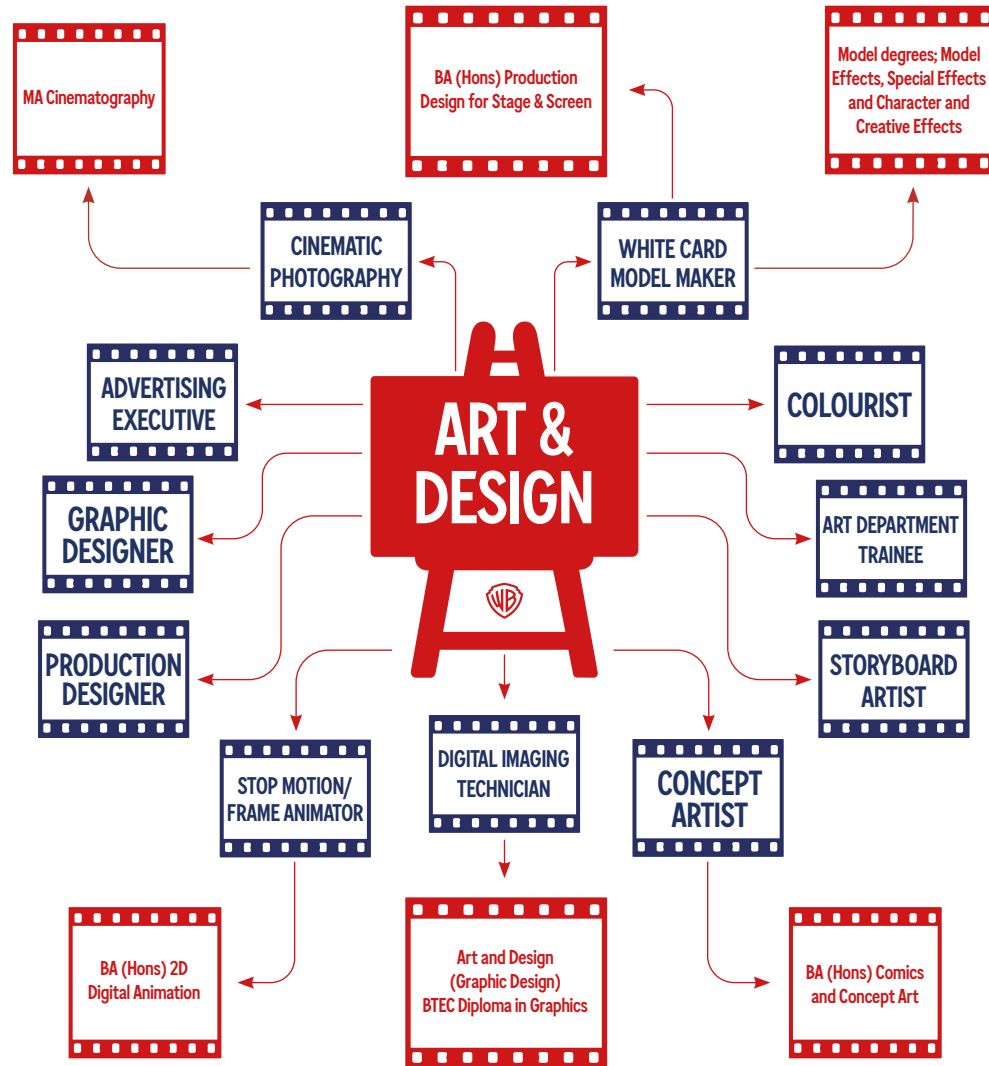 MA Cinematography
BA (Hons) Production
Design for Stage & Screen
Model degrees; Model
Effects, Special Effects
and Character and
Creative Effects
CINEMATIC
PHOTOGRAPHY
WHITE CARD
MODEL MAKER
ADVERTISING
EXECUTIVE
ART &
DESIGN
COLOURIST
GRAPHIC
DESIGNER
ART DEPARTMENT
TRAINEE
WB
PRODUCTION
DESIGNER
STORYBOARD
ARTIST
STOP MOTION/
FRAME ANIMATOR
DIGITAL IMAGING
TECHNICIAN
CONCEPT
ARTIST
BA (Hons) 2D
Digital Animation
Art and Design
(Graphic Design)
BTEC Diploma in Graphics
BA (Hons) Comics
and Concept Art